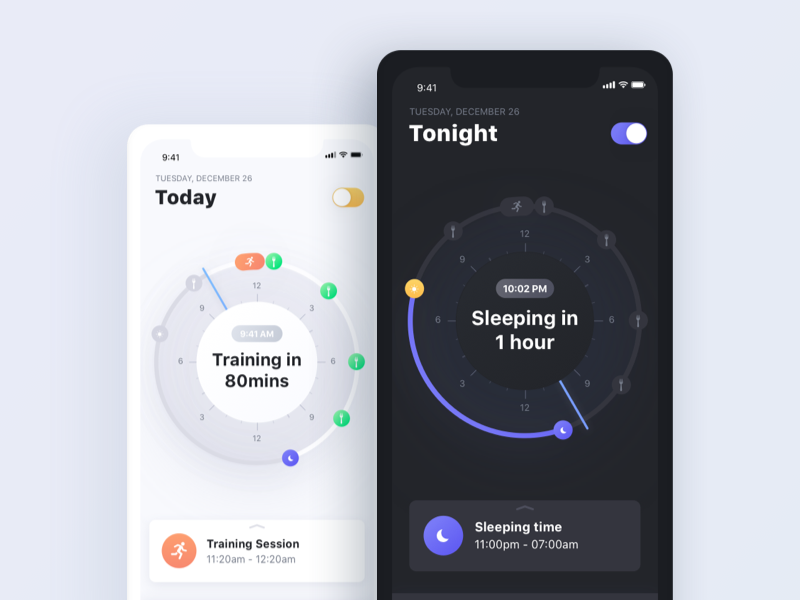 9:41
TUESDAY, DECEMBER 26
Today
12
3
6
9
12
3
6
9
9:41 AM
Training in
80mins
Training Session
11:20am - 12:20am
9:41
TUESDAY, DECEMBER 26
Tonight
12
3
6
9
12
3
6
9
10:02 PM
Sleeping in
1 hour
Sleeping time
11:00pm - 07:00am